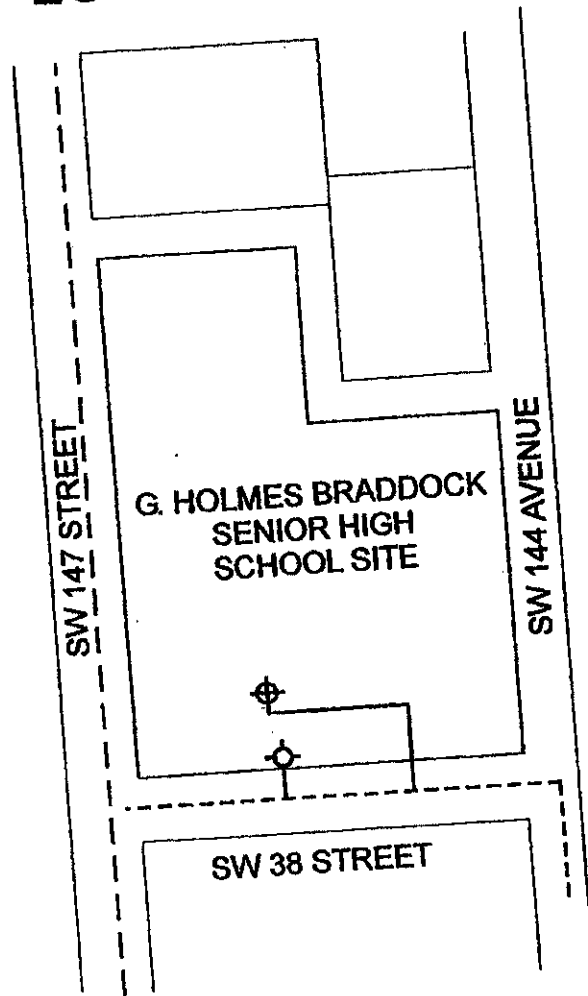 SW 147 STREET
G. HOLMES BRADDOCK
SENIOR HIGH
SCHOOL SITE
SW 144 AVENUE
SW 38 STREET